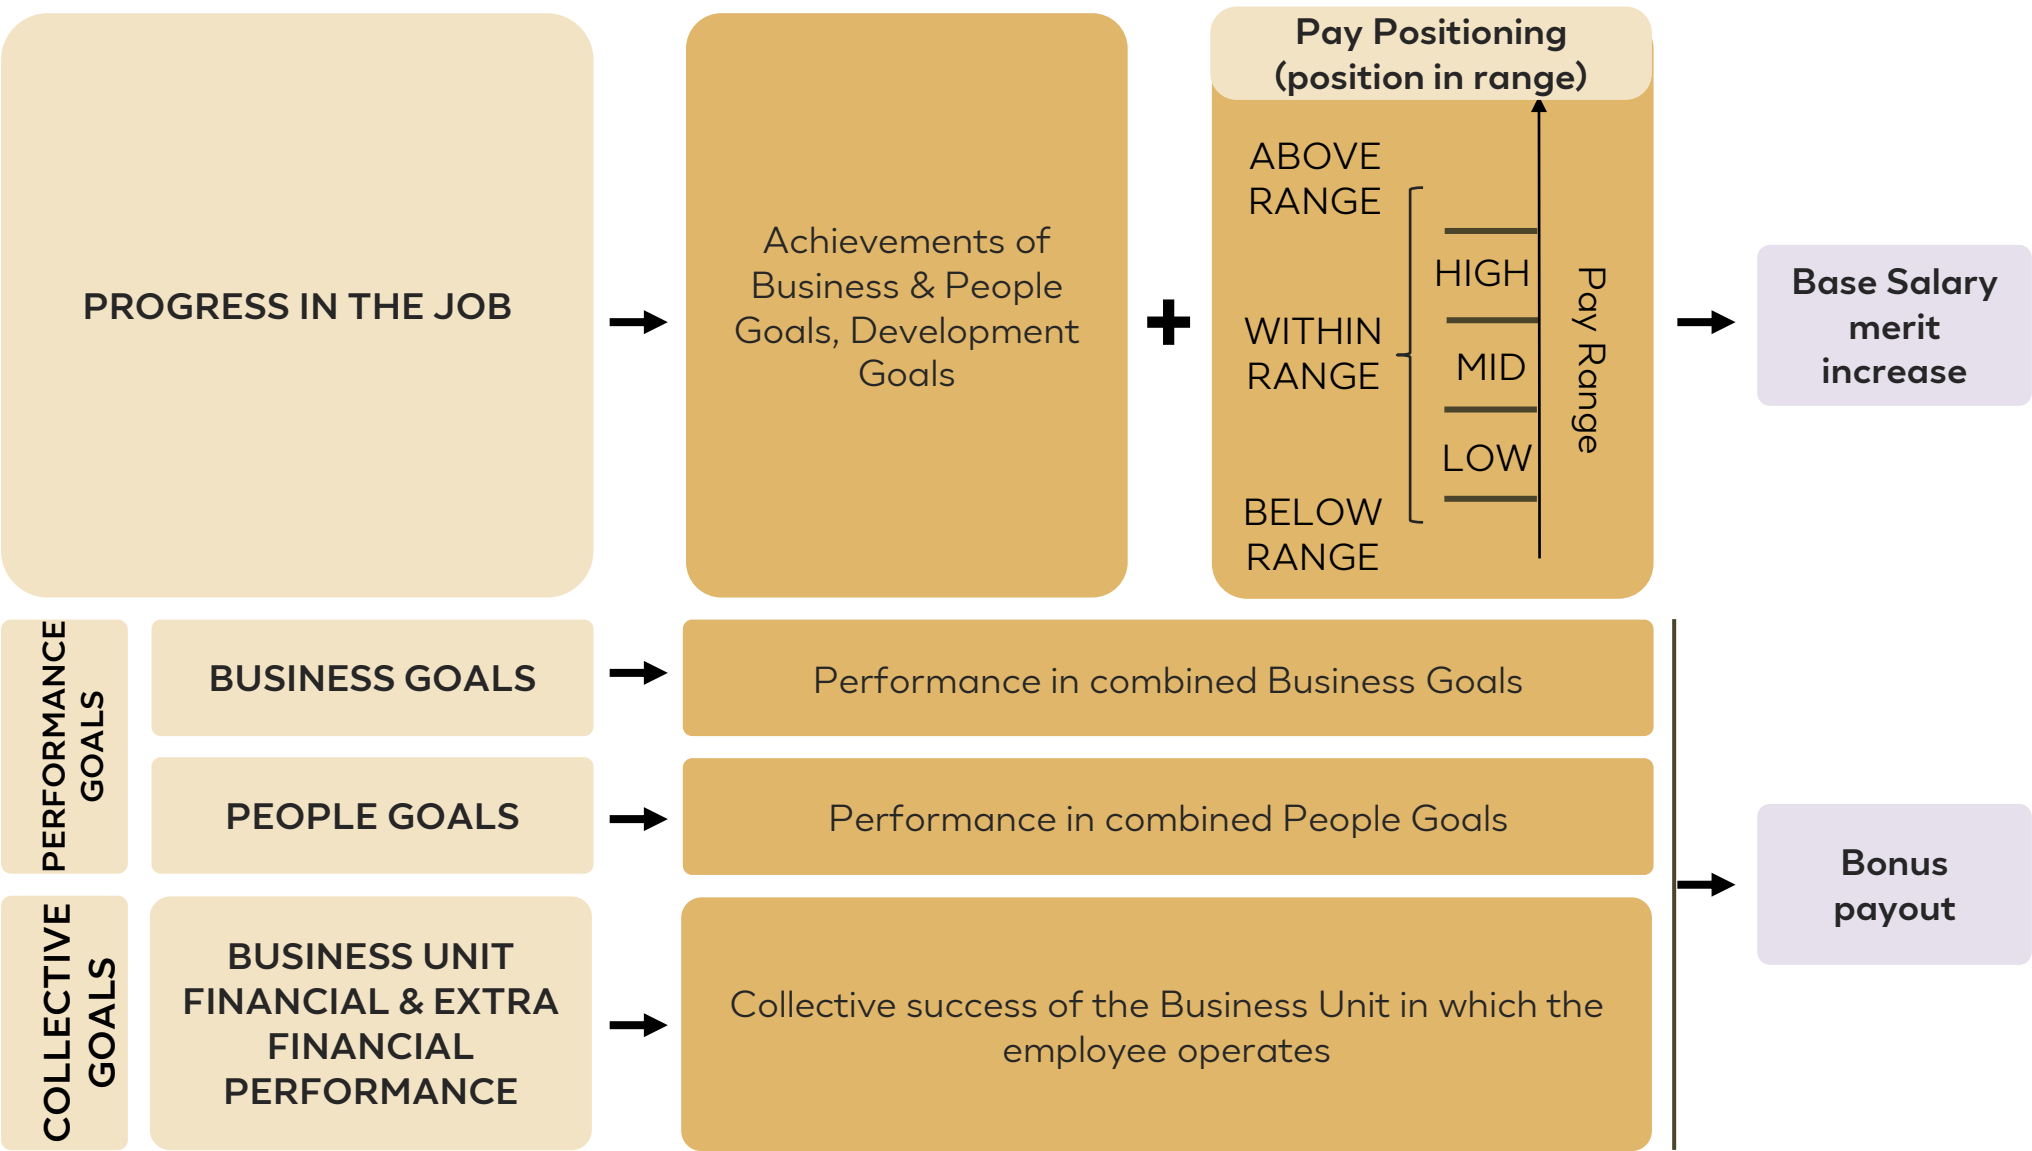 PROGRESS IN THE JOB
Achievements of
Business & People
Goals, Development
Goals
Pay Positioning
(position in range)
ABOVE
RANGE
WITHIN
RANGE
BELOW
RANGE
HIGH
MID
LOW
Pay Range
Base Salary
merit
increase
PERFORMANCE
GOALS
BUSINESS GOALS
Performance in combined Business Goals
PEOPLE GOALS
Performance in combined People Goals
COLLECTIVE
GOALS
BUSINESS UNIT
FINANCIAL & EXTRA
FINANCIAL
PERFORMANCE
Collective success of the Business Unit in which the
employee operates
Bonus
payout